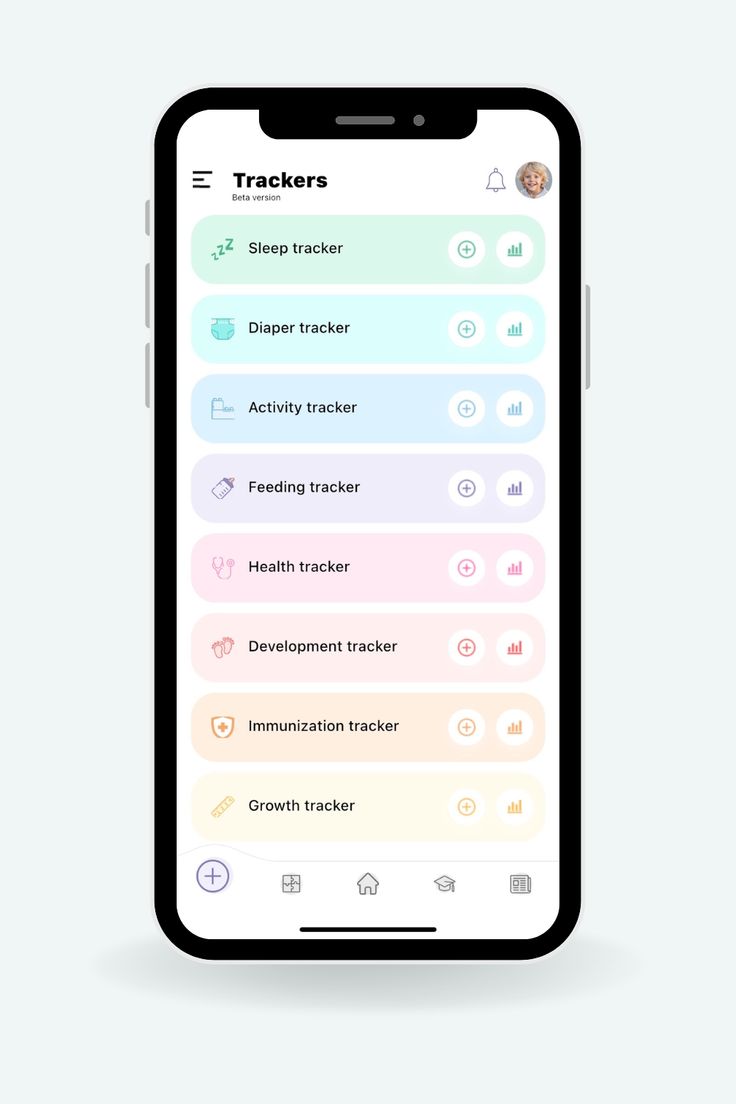 Trackers
Beta version
Sleep tracker
Diaper tracker
Activity tracker
Feeding tracker
Health tracker
Development tracker
Immunization tracker
Growth tracker